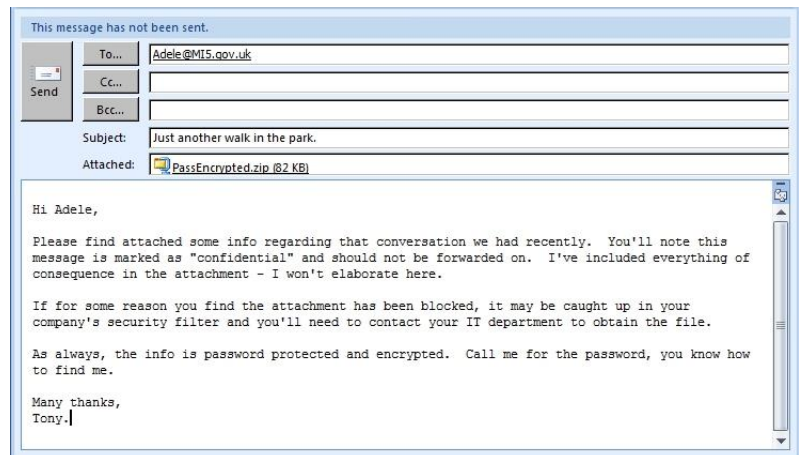 This message has not been sent.
Send
To...
Adele@MI5.gov.uk
Cc...
Bcc...
Subject:
Just another walk in the park.
Attached:
PassEncrypted.zip (82 KB)
Hi Adele,
Please find attached some info regarding that conversation we had recently.  You'll note this
message is marked as "confidential" and should not be forwarded on.  I've included everything of
consequence in the attachment - I won't elaborate here.
If for some reason you find the attachment has been blocked, it may be caught up in your
company's security filter and you'll need to contact your IT department to obtain the file.
As always, the info is password protected and encrypted.  Call me for the password, you know how
to find me.
Many thanks,
Tony.